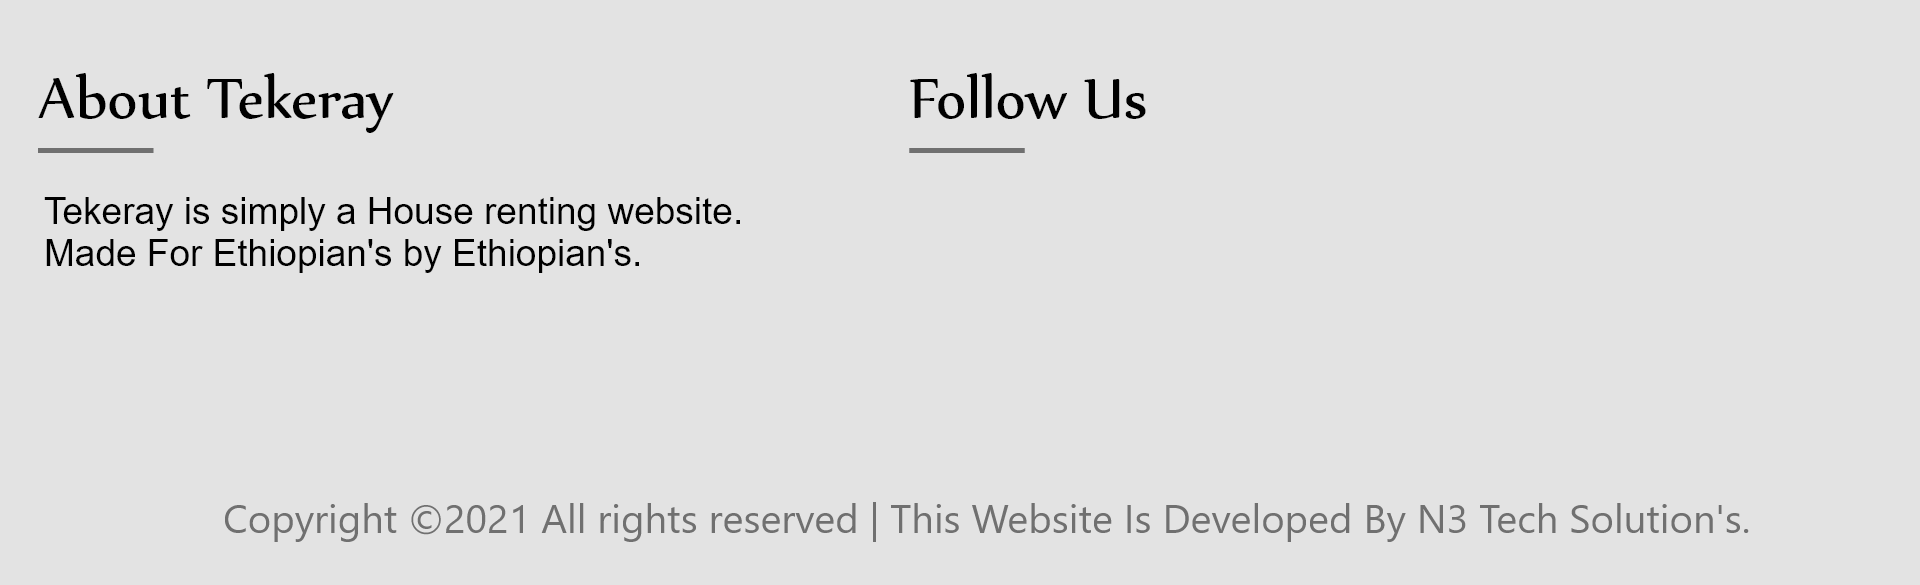 About Tekeray
Follow Us
Tekeray is simply a House renting website.
Made For Ethiopian's by Ethiopian's.
Copyright ©2021 All rights reserved | This Website Is Developed By N3 Tech Solution's.